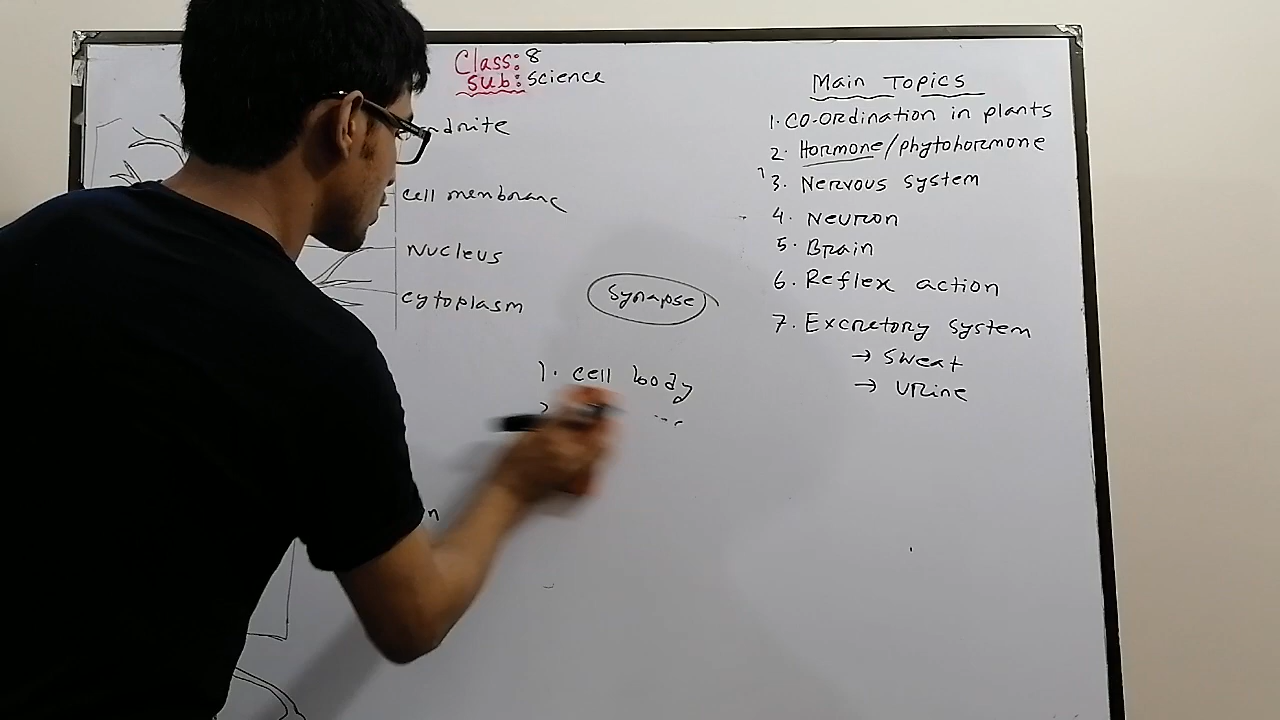 Class: 8
Sub: Science
cell membrane
Nucleus
cytoplasm
Synapse
1. cell body
Main Topics
1. CO-ORdination in plants
2. Hormone/phytohormone
3. Nervous system
4. Neuron
5. Brain
6. Reflex action
7. Excretory system
→ Sweat
→ Urine